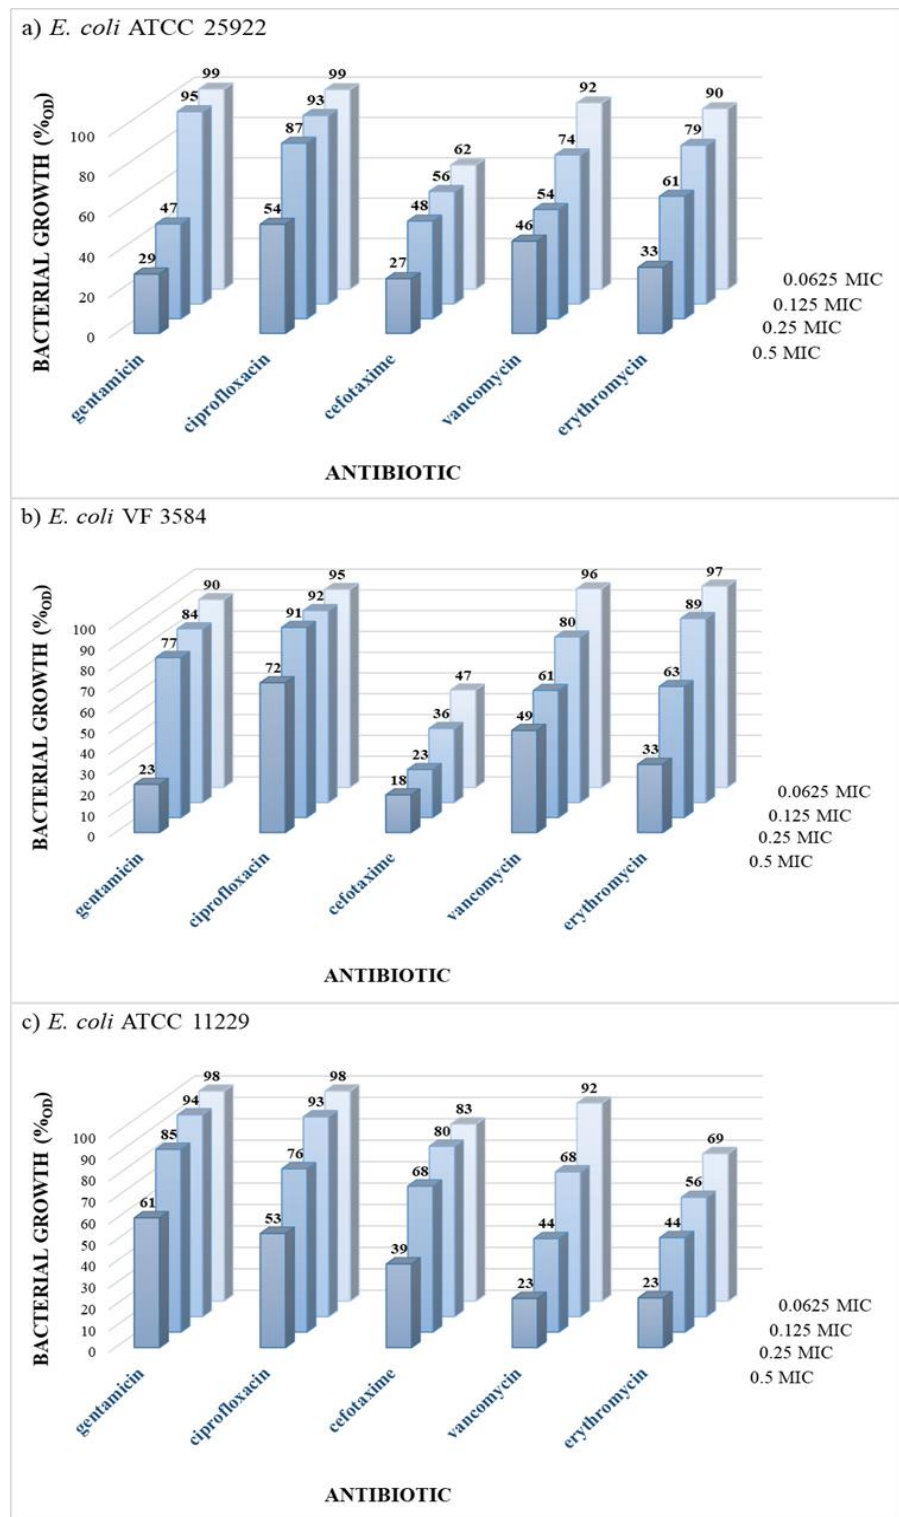 a) E. coli ATCC 25922
BACTERIAL GROWTH (%OD)
100
80
60
40
20
0
29 47 95 99
54 87 93 99
27 48 56 62
46 54 74 92
33 61 79 90
0.0625 MIC
0.125 MIC
0.25 MIC
0.5 MIC
gentamicin
ciprofloxacin
cefotaxime
vancomycin
erythromycin
ANTIBIOTIC
b) E. coli VF 3584
BACTERIAL GROWTH (%OD)
100
90
80
70
60
50
40
30
20
10
0
23 77 84 90
72 91 92 95
18 23 36 47
49 61 80 96
33 63 89 97
0.0625 MIC
0.125 MIC
0.25 MIC
0.5 MIC
gentamicin
ciprofloxacin
cefotaxime
vancomycin
erythromycin
ANTIBIOTIC
c) E. coli ATCC 11229
BACTERIAL GROWTH (%OD)
100
90
80
70
60
50
40
30
20
10
0
61 85 94 98
53 76 93 98
39 68 80 83
23 44 68 92
23 44 56 69
0.0625 MIC
0.125 MIC
0.25 MIC
0.5 MIC
gentamicin
ciprofloxacin
cefotaxime
vancomycin
erythromycin
ANTIBIOTIC